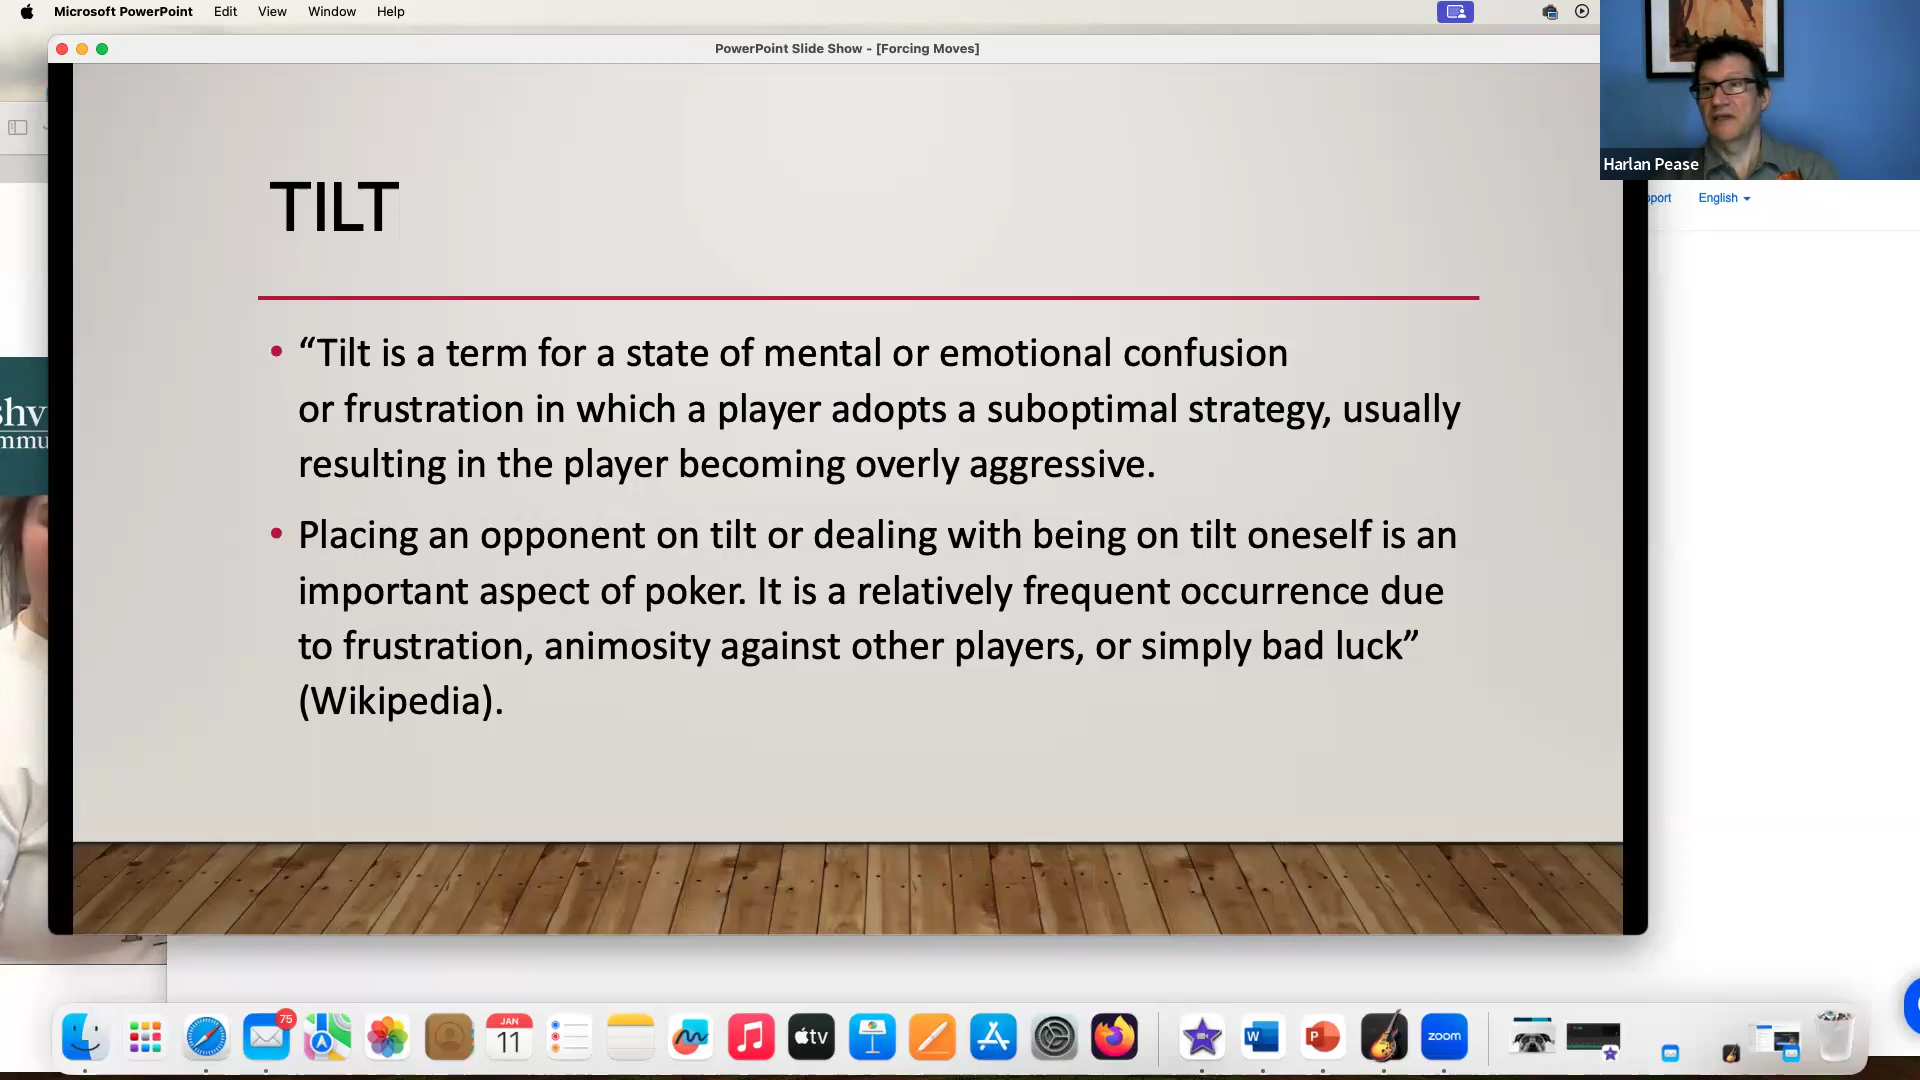 Microsoft PowerPoint Edit View Window Help
PowerPoint Slide Show - [Forcing Moves]
Harlan Pease
port English
TILT
• “Tilt is a term for a state of mental or emotional confusion
or frustration in which a player adopts a suboptimal strategy, usually
resulting in the player becoming overly aggressive.
• Placing an opponent on tilt or dealing with being on tilt oneself is an
important aspect of poker. It is a relatively frequent occurrence due
to frustration, animosity against other players, or simply bad luck”
(Wikipedia).
shv
mmu
75
JAN
11
tv
W
P
zoom